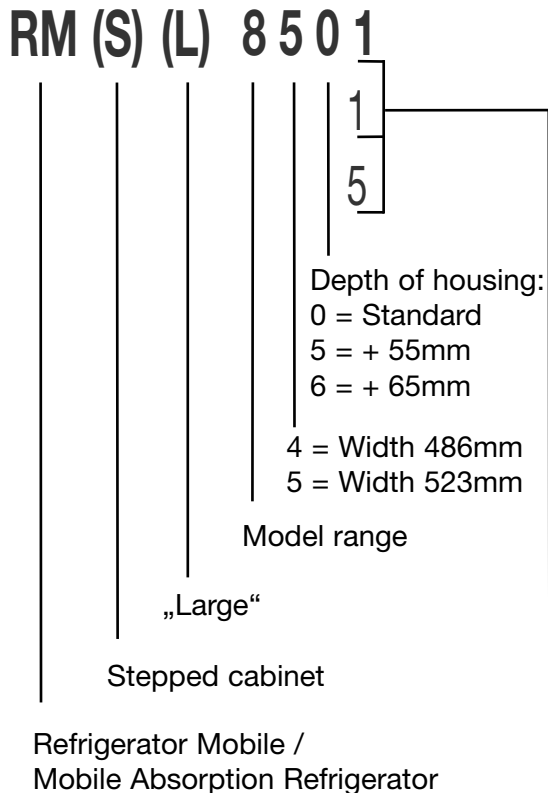 RM (S) (L) 8 5 0 1
1
5
Depth of housing:
0 = Standard
5 = + 55mm
6 = + 65mm
4 = Width 486mm
5 = Width 523mm
Model range
„Large“
Stepped cabinet
Refrigerator Mobile /
Mobile Absorption Refrigerator